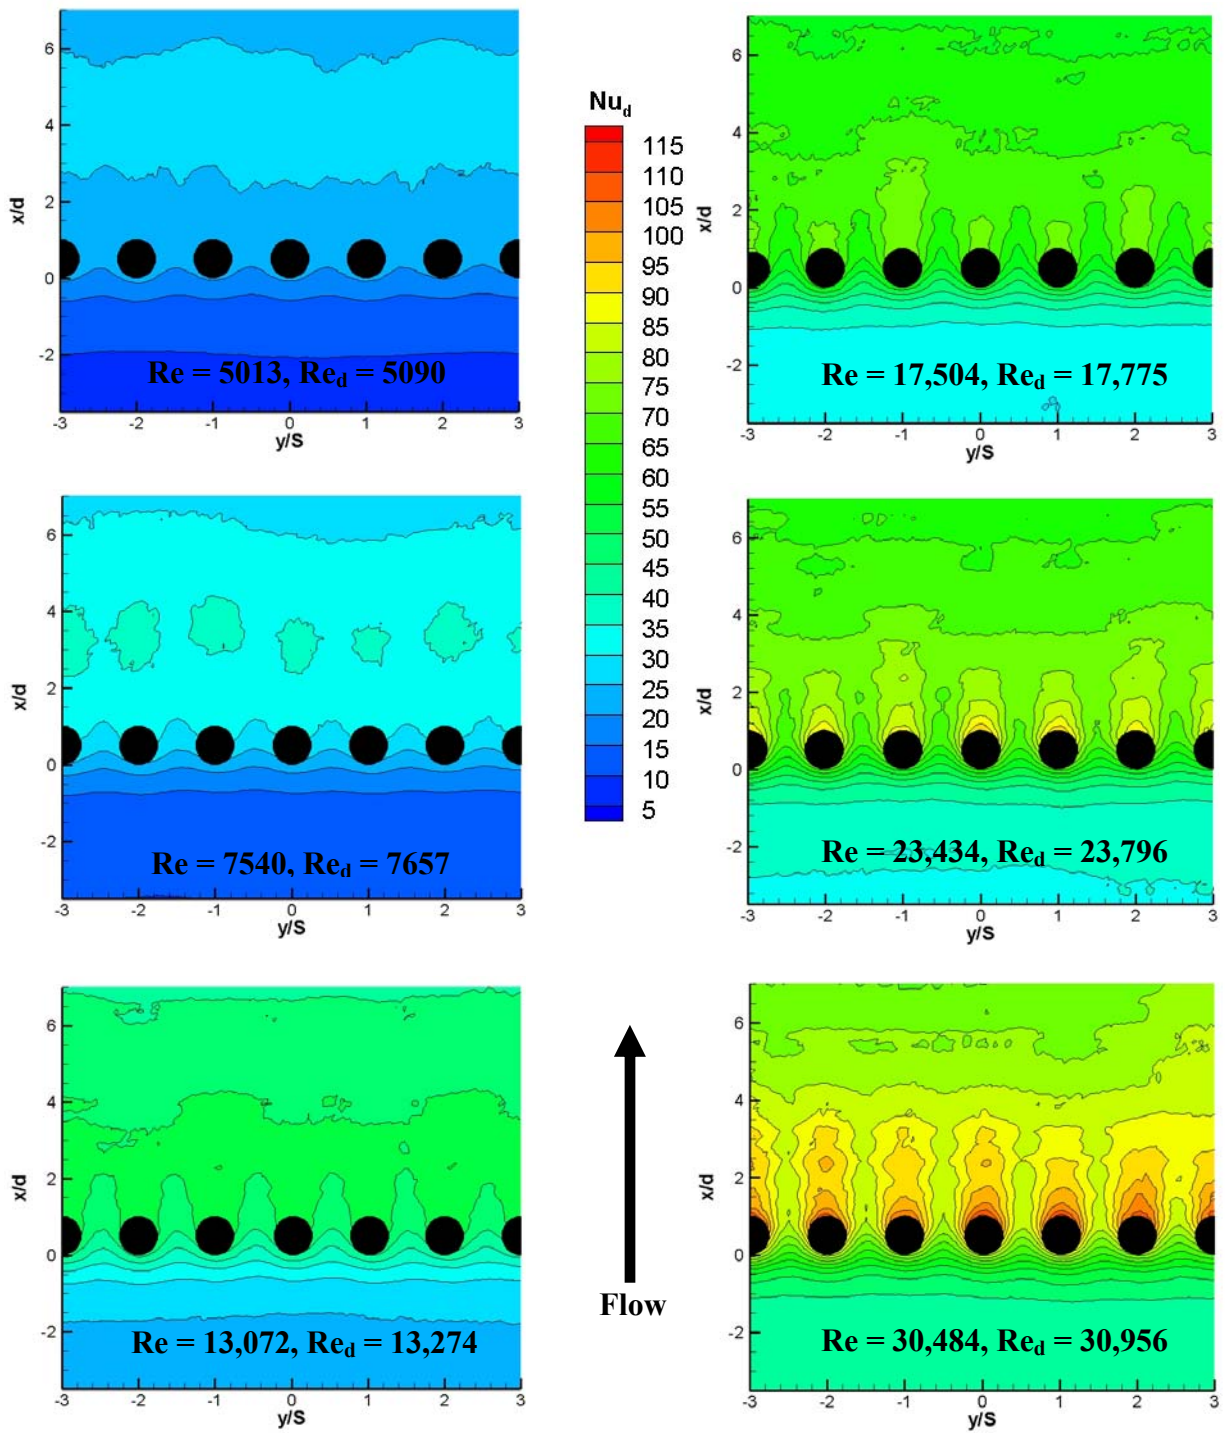 6
4
2
0
-2
x/d
-3 -2 -1 0 1 2 3
y/S
Re = 5013, Re_d = 5090
6
4
2
0
-2
x/d
-3 -2 -1 0 1 2 3
y/S
Re = 7540, Re_d = 7657
6
4
2
0
-2
x/d
-3 -2 -1 0 1 2 3
y/S
Re = 13,072, Re_d = 13,274
Nu_d
115
110
105
100
95
90
85
80
75
70
65
60
55
50
45
40
35
30
25
20
15
10
5
Flow
6
4
2
0
-2
x/d
-3 -2 -1 0 1 2 3
y/S
Re = 17,504, Re_d = 17,775
6
4
2
0
-2
x/d
-3 -2 -1 0 1 2 3
y/S
Re = 23,434, Re_d = 23,796
6
4
2
0
-2
x/d
-3 -2 -1 0 1 2 3
y/S
Re = 30,484, Re_d = 30,956